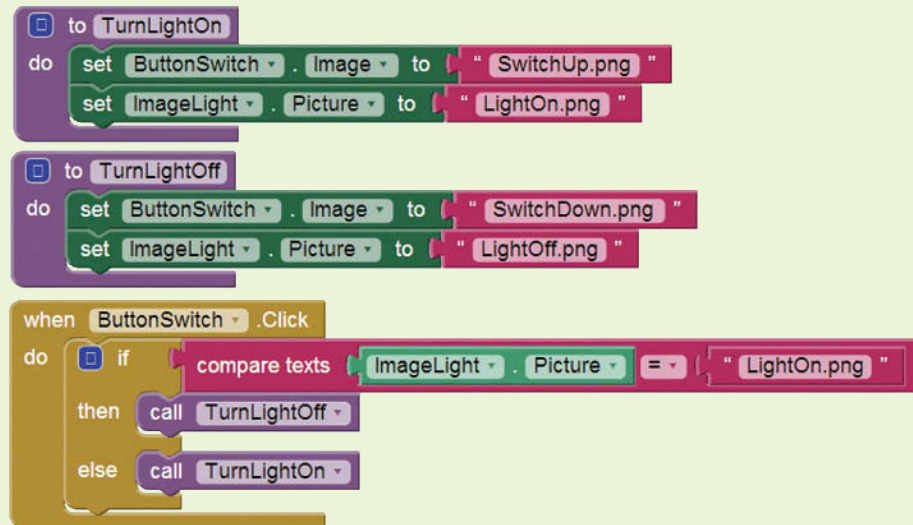 to TurnLightOn
do set ButtonSwitch . Image to " SwitchUp.png "
set ImageLight . Picture to " LightOn.png "
to TurnLightOff
do set ButtonSwitch . Image to " SwitchDown.png "
set ImageLight . Picture to " LightOff.png "
when ButtonSwitch .Click
do if compare texts ImageLight . Picture = " LightOn.png "
then call TurnLightOff
else call TurnLightOn